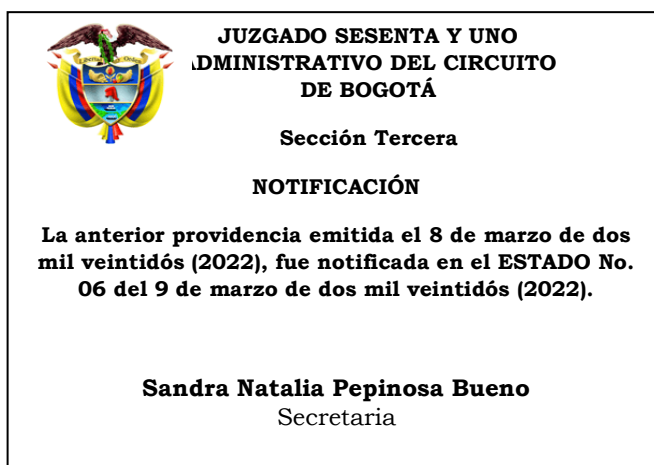 JUZGADO SESENTA Y UNO
DMINISTRATIVO DEL CIRCUITO
DE BOGOTÁ
Sección Tercera
NOTIFICACIÓN
La anterior providencia emitida el 8 de marzo de dos
mil veintidós (2022), fue notificada en el ESTADO No.
06 del 9 de marzo de dos mil veintidós (2022).
Sandra Natalia Pepinosa Bueno
Secretaria